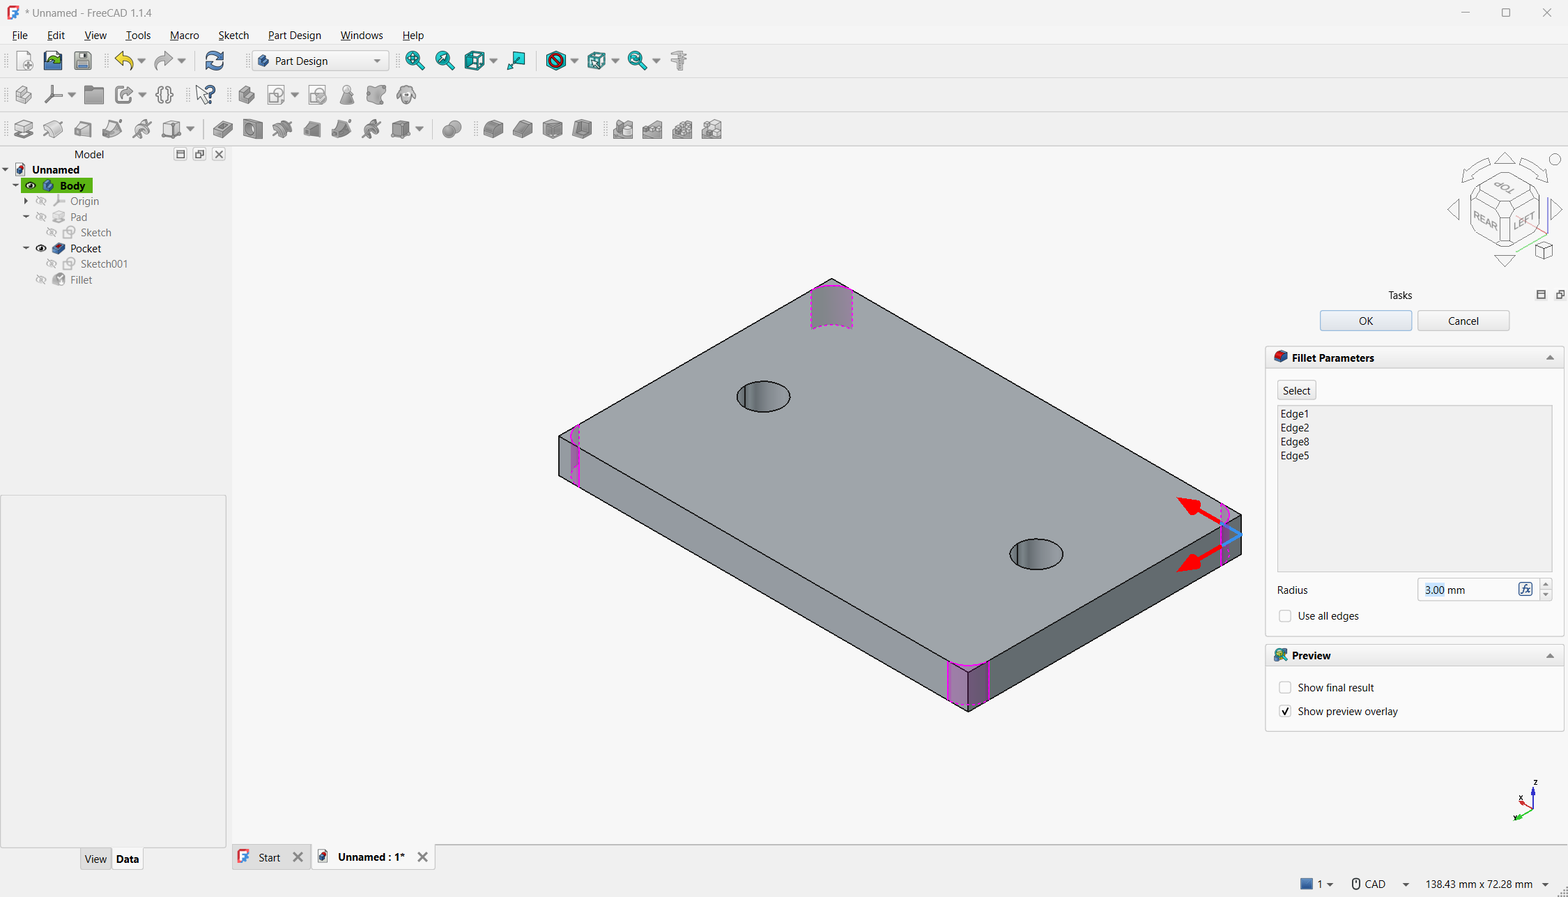 * Unnamed - FreeCAD 1.1.4
File Edit View Tools Macro Sketch Part Design Windows Help
Part Design
Model
Unnamed
Body
Origin
Pad
Sketch
Pocket
Sketch001
Fillet
TOP
REAR
LEFT
Tasks
OK Cancel
Fillet Parameters
Select
Edge1
Edge2
Edge8
Edge5
Radius 3.00 mm
Use all edges
Preview
Show final result
Show preview overlay
Z
X
Y
View Data
Start Unnamed : 1*
1 CAD 138.43 mm x 72.28 mm